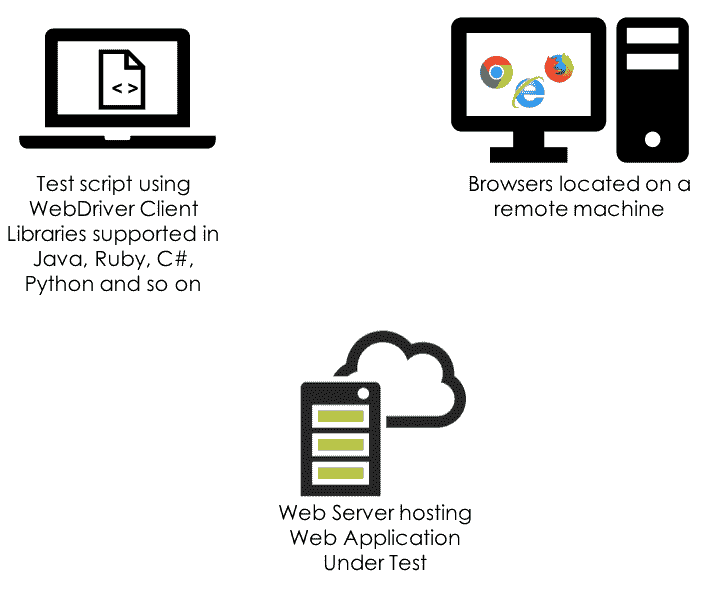 < >
Test script using
WebDriver Client
Libraries supported in
Java, Ruby, C#,
Python and so on
Browsers located on a
remote machine
Web Server hosting
Web Application
Under Test